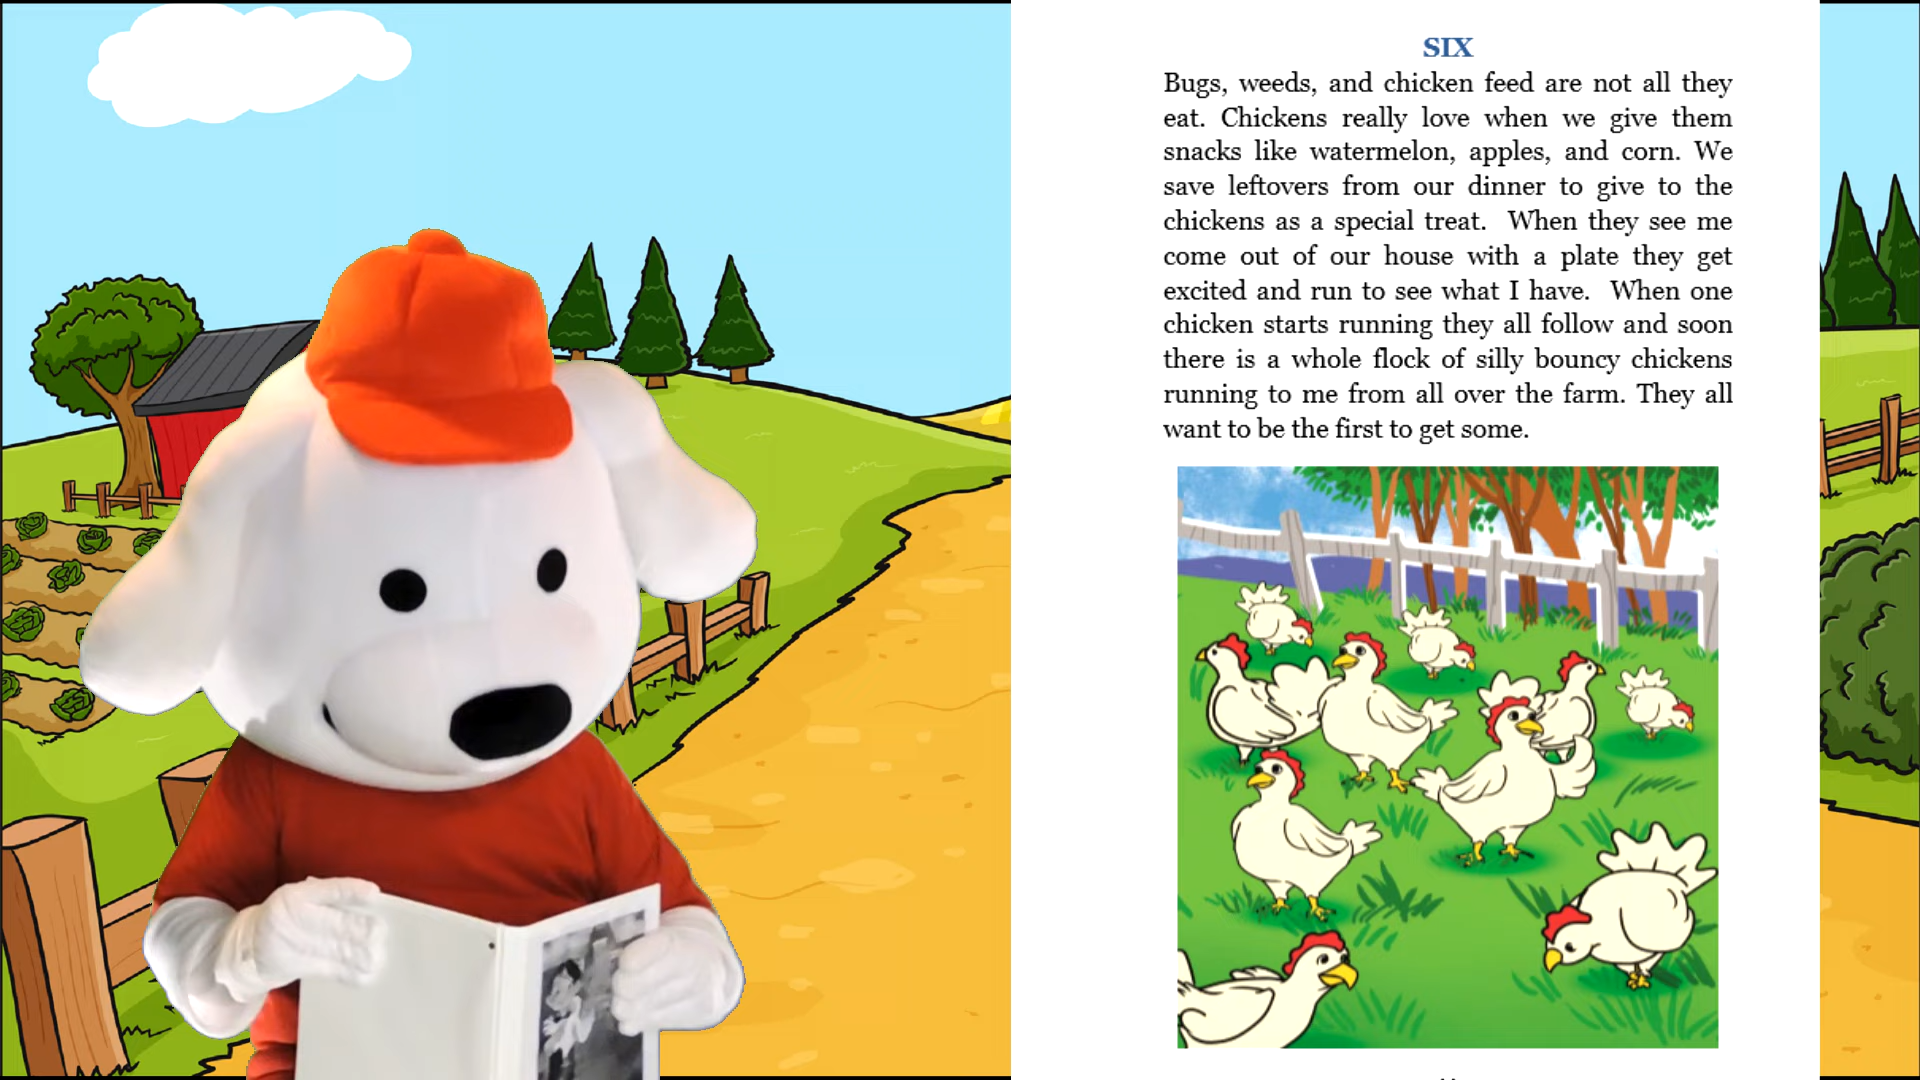 SIX
Bugs, weeds, and chicken feed are not all they
eat. Chickens really love when we give them
snacks like watermelon, apples, and corn. We
save leftovers from our dinner to give to the
chickens as a special treat.  When they see me
come out of our house with a plate they get
excited and run to see what I have.  When one
chicken starts running they all follow and soon
there is a whole flock of silly bouncy chickens
running to me from all over the farm. They all
want to be the first to get some.